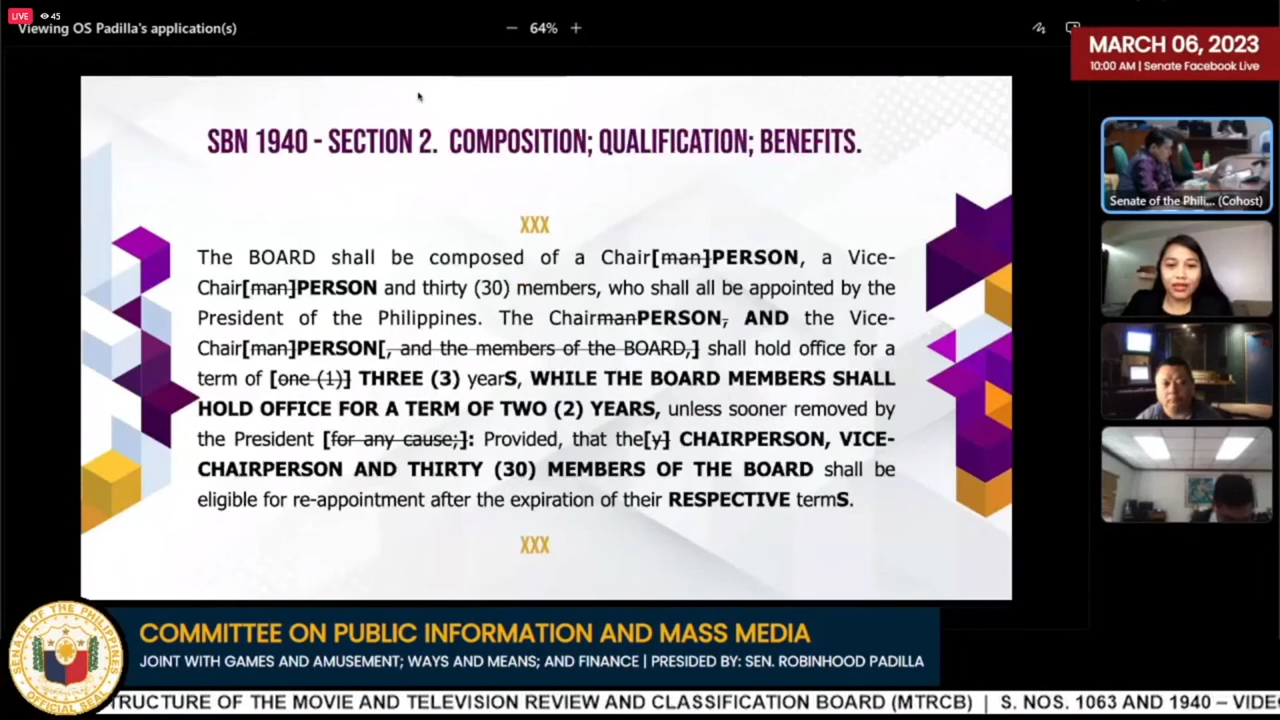 LIVE 45
Viewing OS Padilla's application(s)
− 64% +
MARCH 06, 2023
10:00 AM | Senate Facebook Live
SBN 1940 - SECTION 2. COMPOSITION; QUALIFICATION; BENEFITS.
XXX
The BOARD shall be composed of a Chair[man]PERSON, a Vice-
Chair[man]PERSON and thirty (30) members, who shall all be appointed by the
President of the Philippines. The ChairmanPERSON, AND the Vice-
Chair[man]PERSON[, and the members of the BOARD,] shall hold office for a
term of [one (1)] THREE (3) yearS, WHILE THE BOARD MEMBERS SHALL
HOLD OFFICE FOR A TERM OF TWO (2) YEARS, unless sooner removed by
the President [for any cause;]: Provided, that the[y] CHAIRPERSON, VICE-
CHAIRPERSON AND THIRTY (30) MEMBERS OF THE BOARD shall be
eligible for re-appointment after the expiration of their RESPECTIVE termS.
XXX
Senate of the Phili... (Cohost)
SENATE OF THE PHILIPPINES
OFFICIAL SEAL
COMMITTEE ON PUBLIC INFORMATION AND MASS MEDIA
JOINT WITH GAMES AND AMUSEMENT; WAYS AND MEANS; AND FINANCE | PRESIDED BY: SEN. ROBINHOOD PADILLA
TRUCTURE OF THE MOVIE AND TELEVISION REVIEW AND CLASSIFICATION BOARD (MTRCB) | S. NOS. 1063 AND 1940 – VIDE